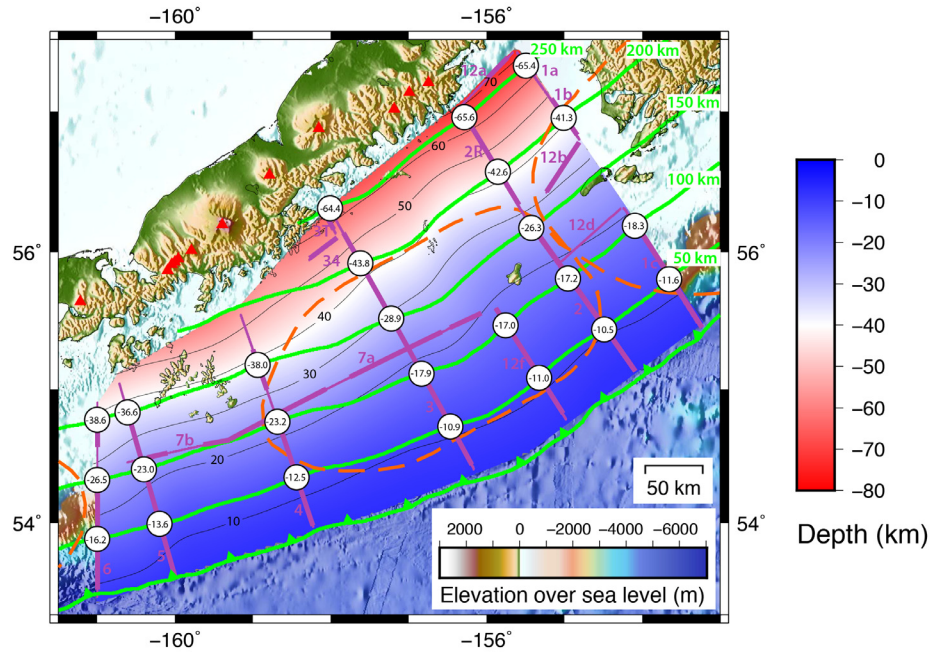 −160° −156°
250 km 200 km
12a 70 -65.4 1a
1b
150 km
-65.6 -41.3
60
2R 12b
-42.6
100 km
-64.4 50
-26.3 12d -18.3
56° 56°
34 -43.8 50 km
-17.2 -11.6
40 -28.9 -17.0 2 -10.5
7a
-38.0 30 -17.9 12f -11.0
-38.6 -36.6 3
-23.2 -10.9
7b
-26.5 -23.0 20 -12.5
50 km
54° -16.2 -13.6 10 4 54°
6 5
2000 0 −2000 −4000 −6000
Elevation over sea level (m)
−160° −156°
0
−10
−20
−30
−40
−50
−60
−70
−80
Depth (km)